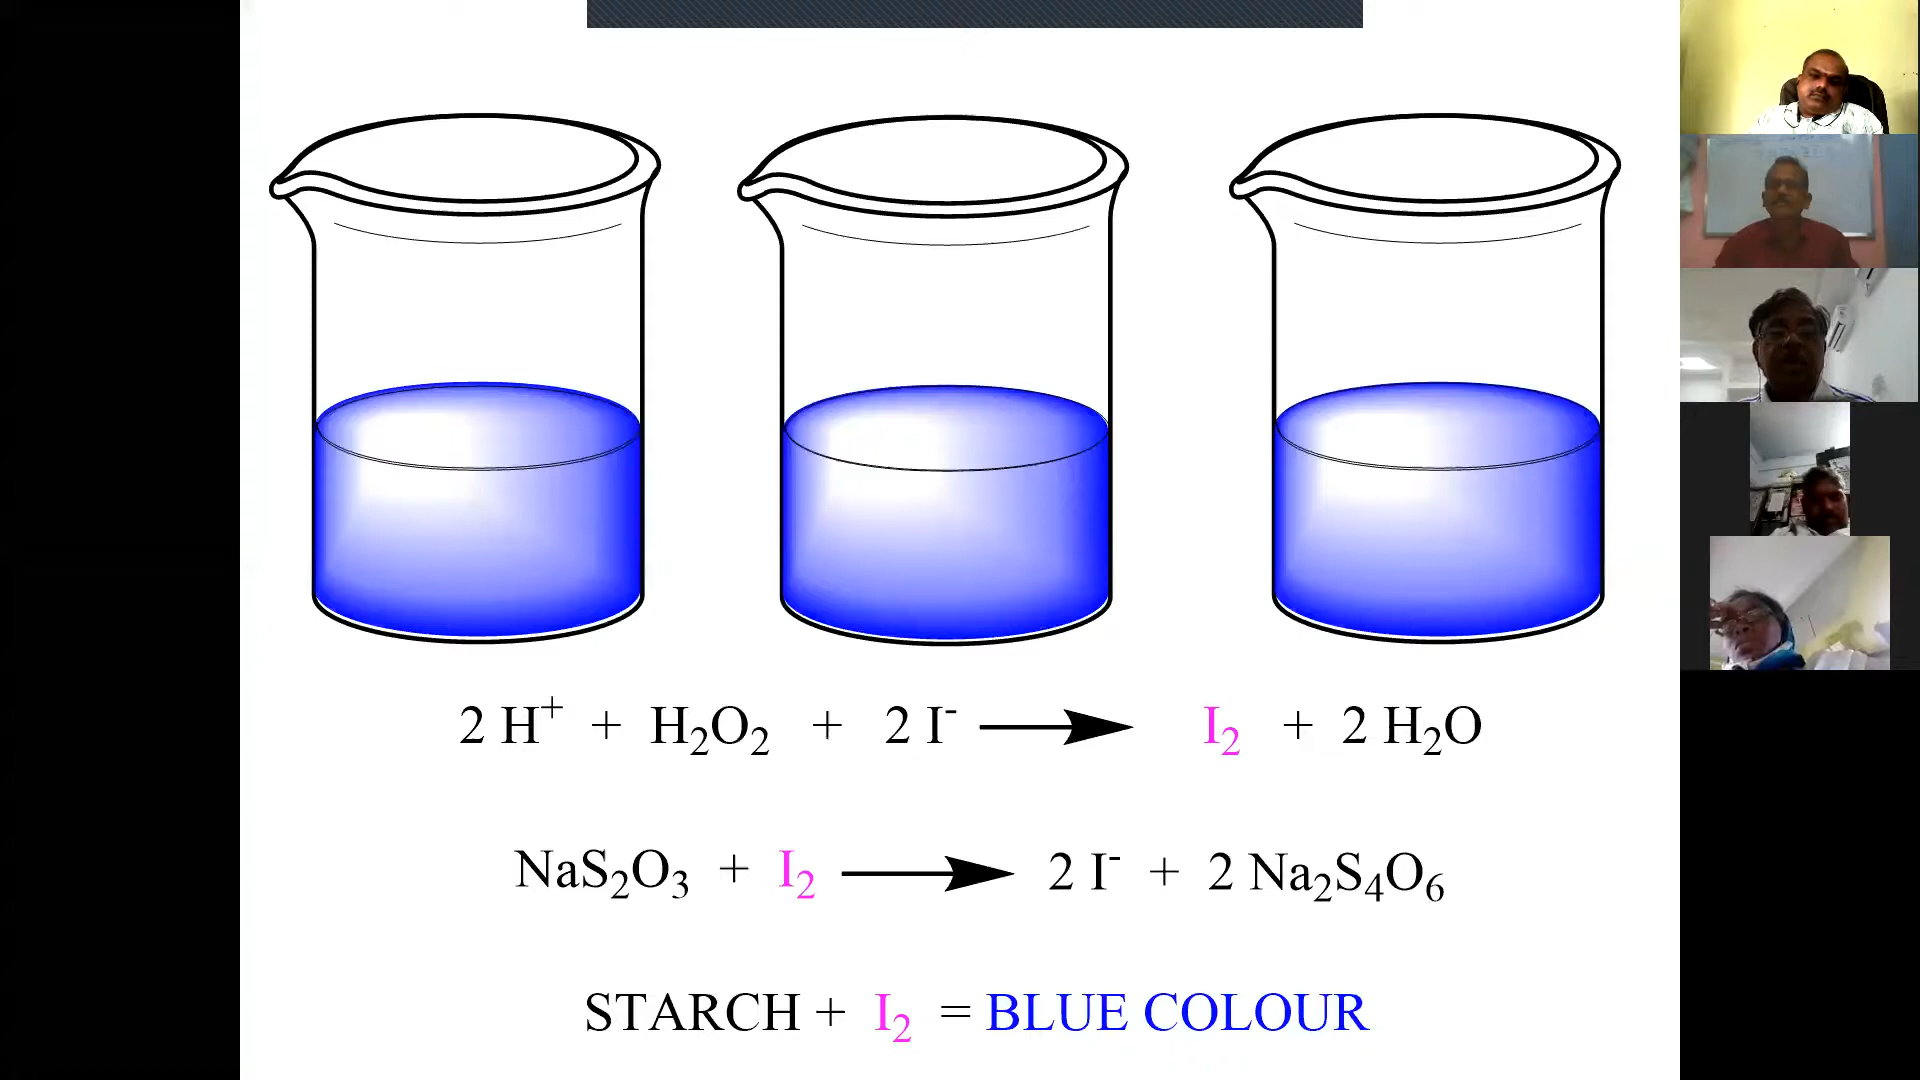 2 H⁺ + H₂O₂ + 2 I⁻ ⟶ I₂ + 2 H₂O
NaS₂O₃ + I₂ ⟶ 2 I⁻ + 2 Na₂S₄O₆
STARCH + I₂ = BLUE COLOUR